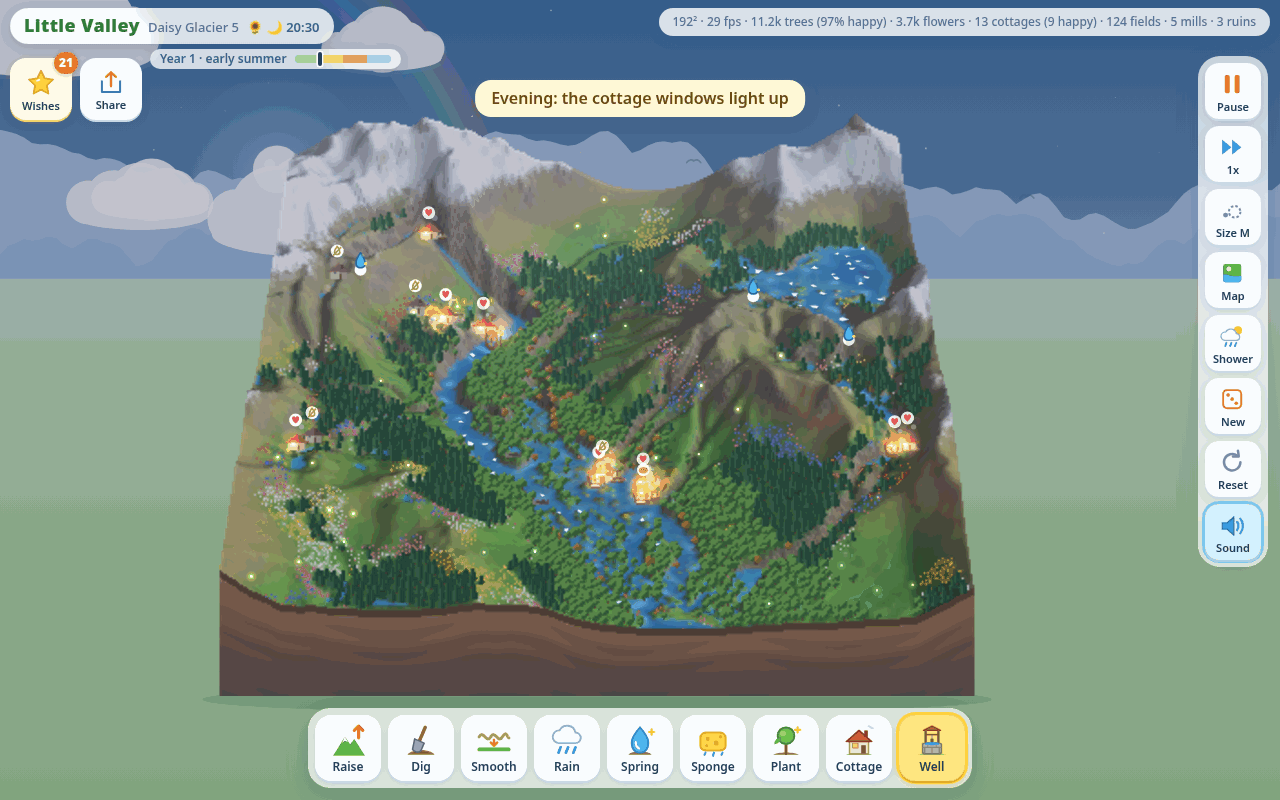 Little Valley Daisy Glacier 5 20:30
192² · 29 fps · 11.2k trees (97% happy) · 3.7k flowers · 13 cottages (9 happy) · 124 fields · 5 mills · 3 ruins
Year 1 · early summer
21
Wishes
Share
Evening: the cottage windows light up
Pause
1x
Size M
Map
Shower
New
Reset
Sound
Raise
Dig
Smooth
Rain
Spring
Sponge
Plant
Cottage
Well